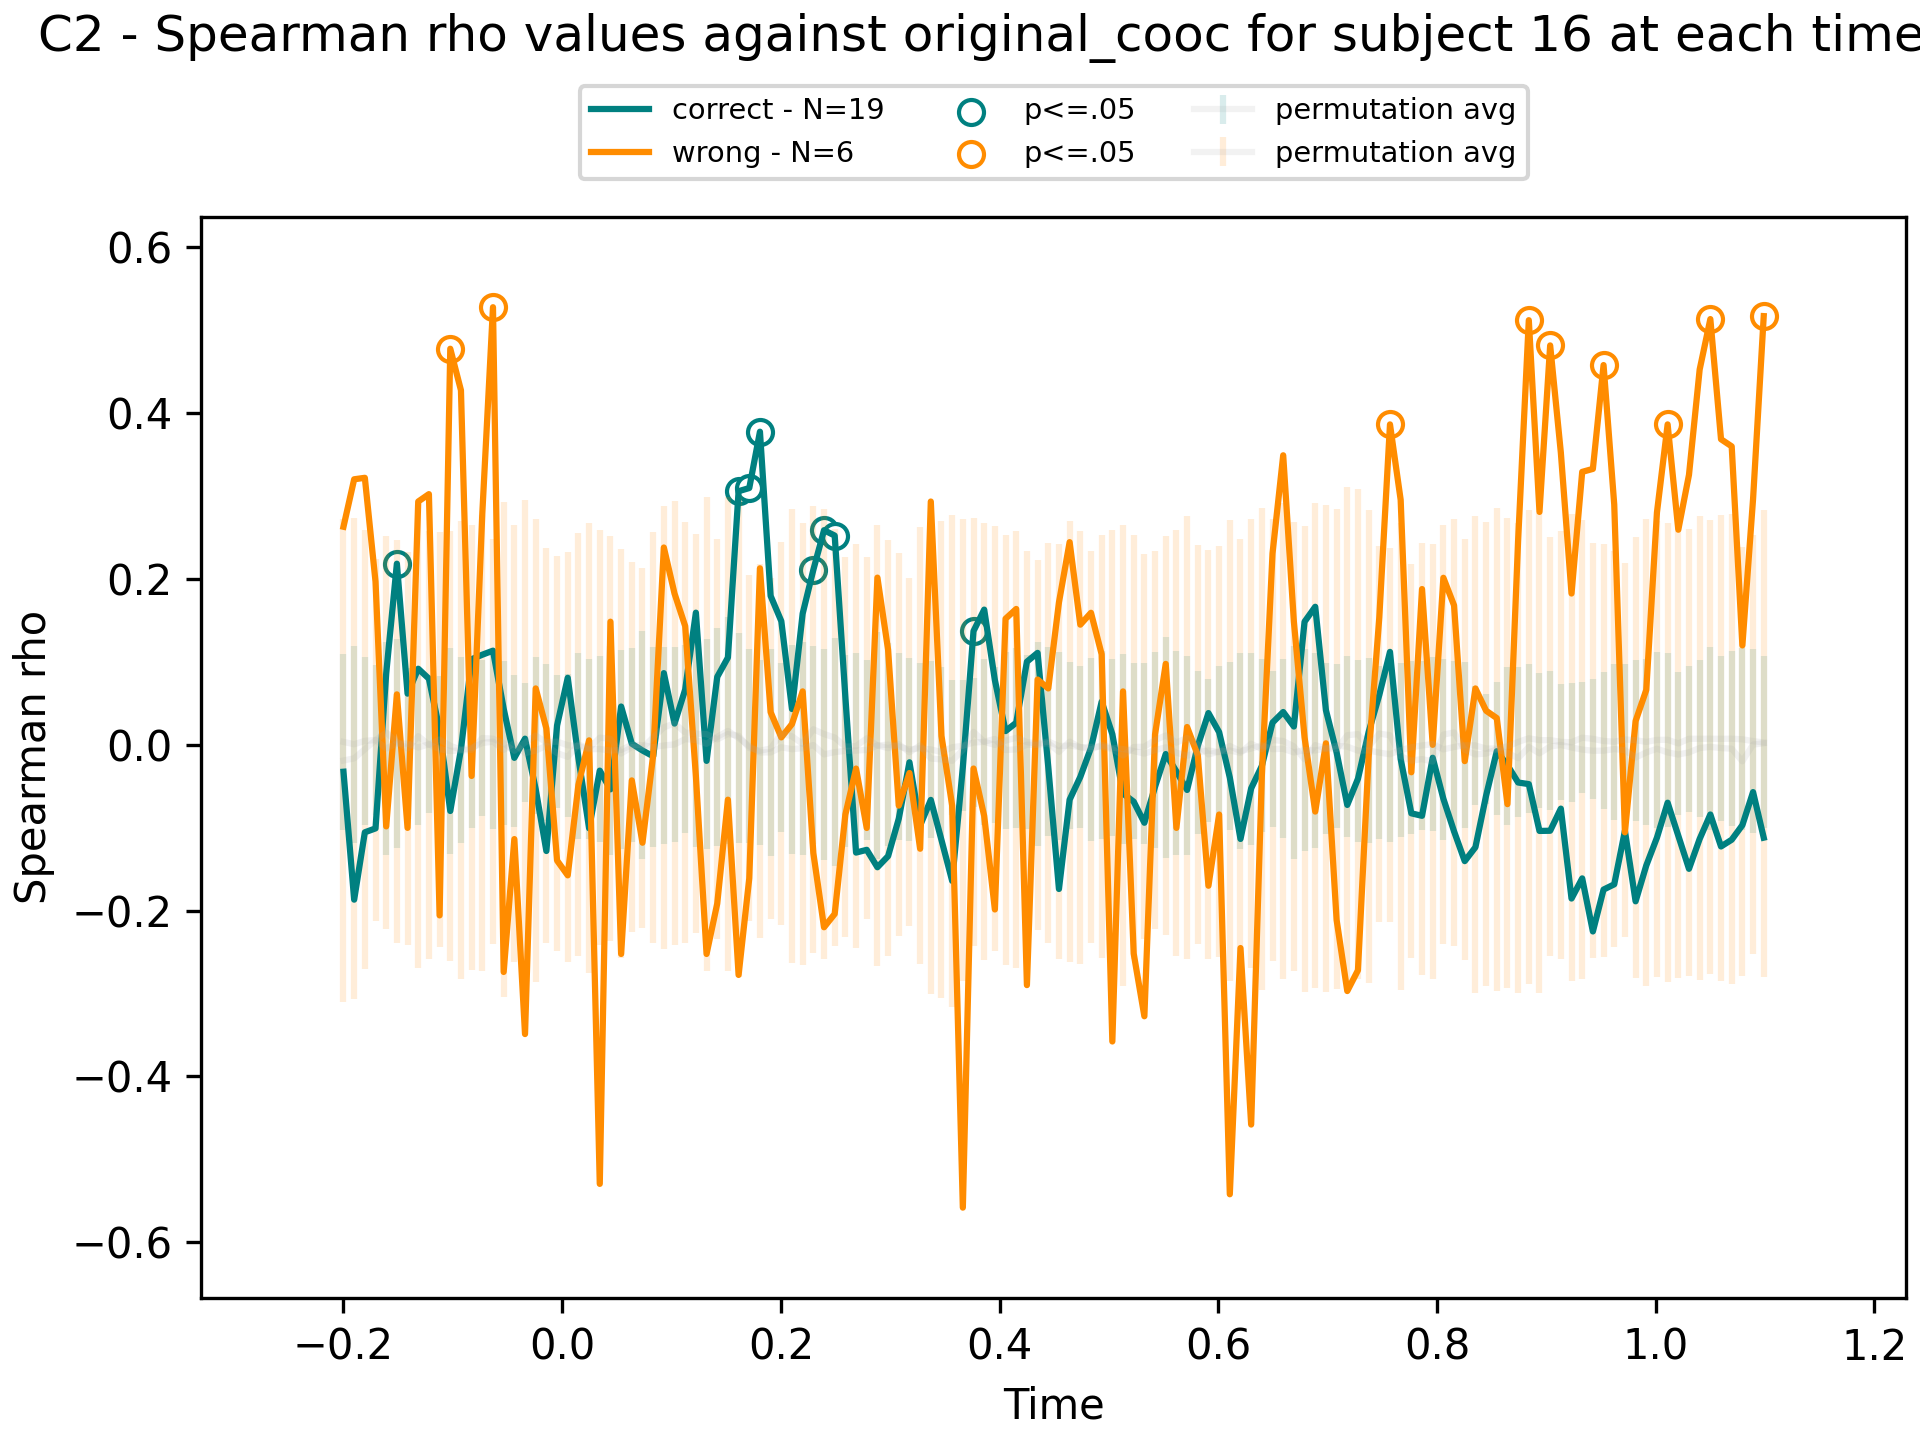 C2 - Spearman rho values against original_cooc for subject 16 at each time
correct - N=19
wrong - N=6
p<=.05
p<=.05
permutation avg
permutation avg
Spearman rho
0.6
0.4
0.2
0.0
−0.2
−0.4
−0.6
−0.2
0.0
0.2
0.4
0.6
0.8
1.0
1.2
Time